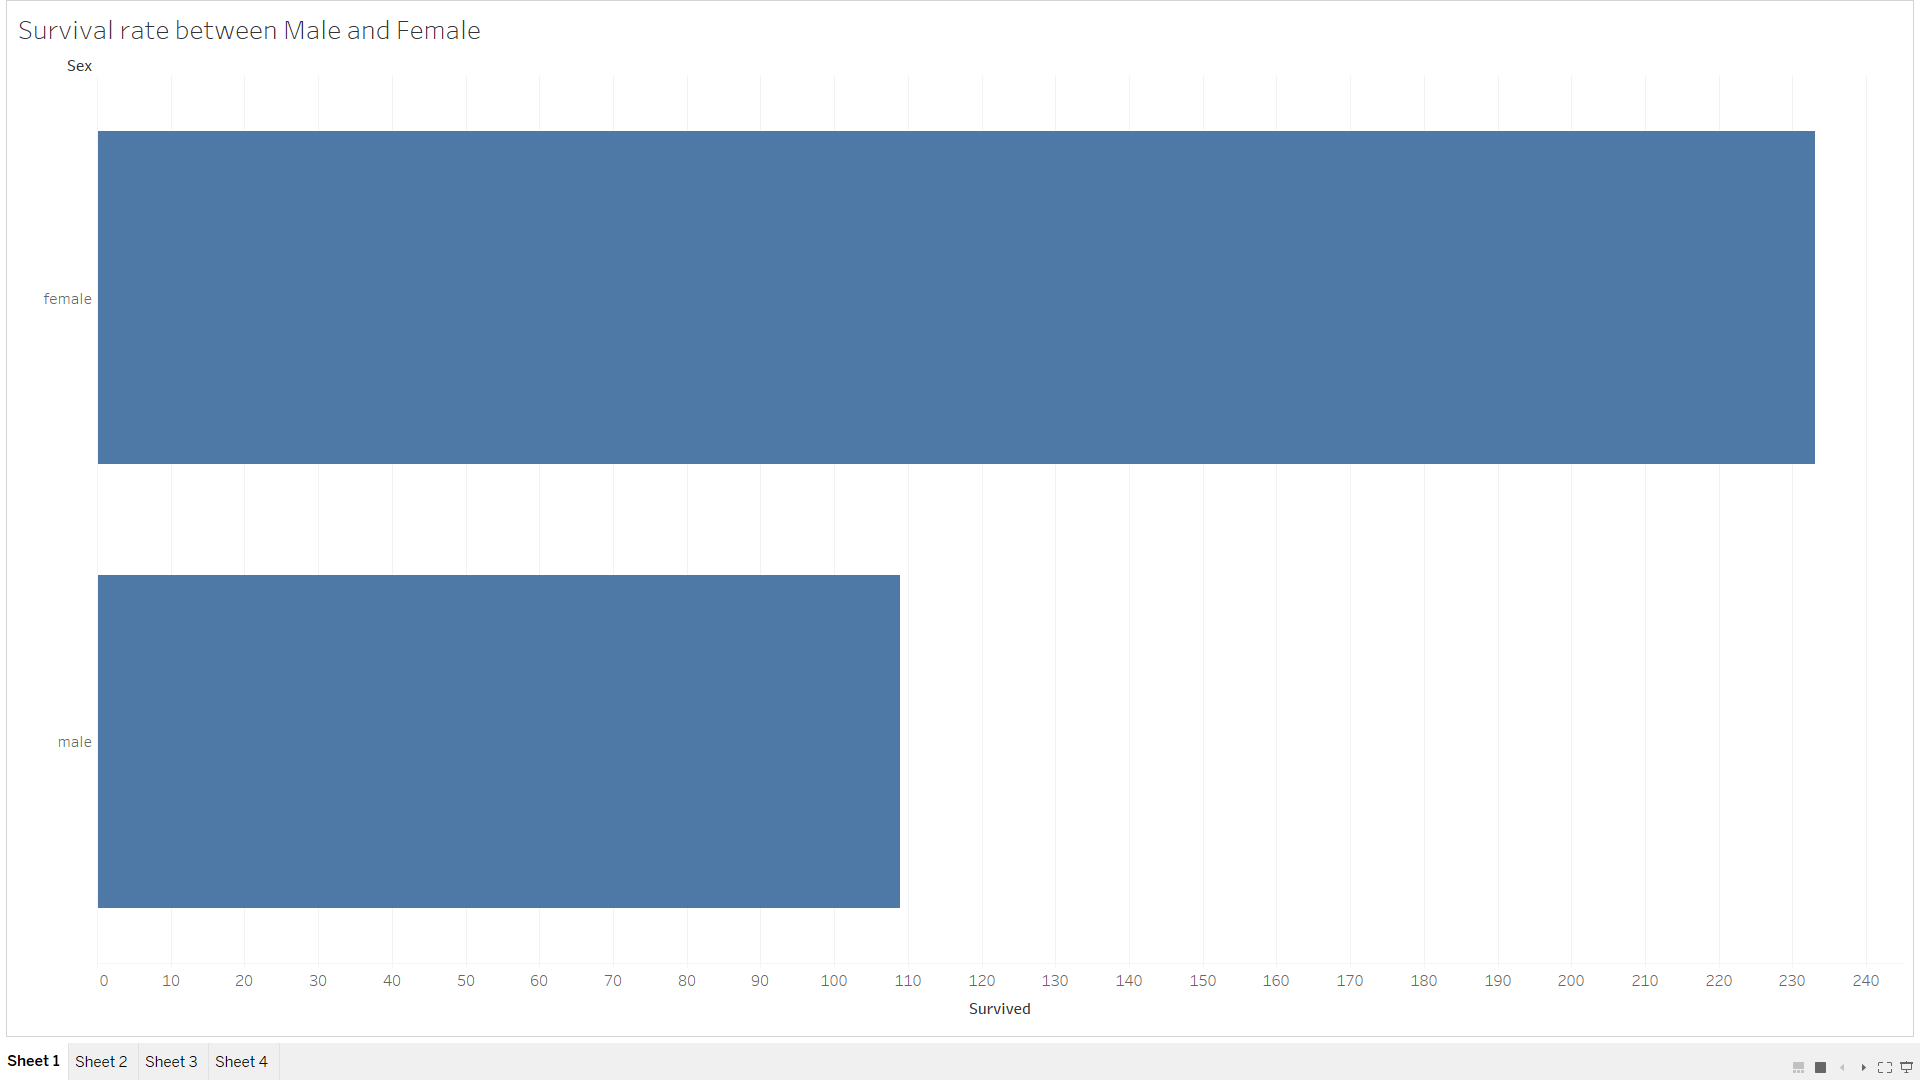 Survival rate between Male and Female
Sex
female
male
0 10 20 30 40 50 60 70 80 90 100 110 120 130 140 150 160 170 180 190 200 210 220 230 240
Survived
Sheet 1 Sheet 2 Sheet 3 Sheet 4